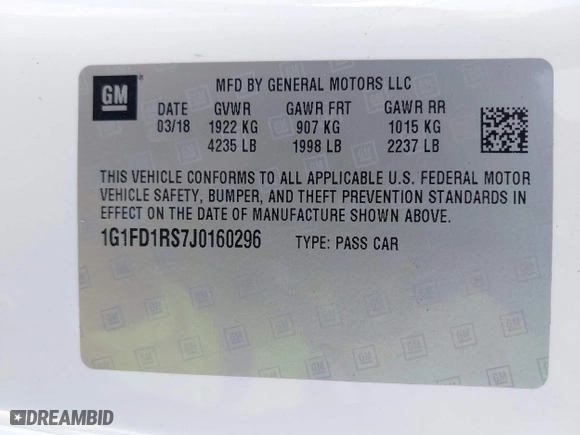 GM
MFD BY GENERAL MOTORS LLC
DATE GVWR GAWR FRT GAWR RR
03/18 1922 KG 907 KG 1015 KG
4235 LB 1998 LB 2237 LB
THIS VEHICLE CONFORMS TO ALL APPLICABLE U.S. FEDERAL MOTOR
VEHICLE SAFETY, BUMPER, AND THEFT PREVENTION STANDARDS IN
EFFECT ON THE DATE OF MANUFACTURE SHOWN ABOVE.
1G1FD1RS7J0160296 TYPE: PASS CAR
DREAMBID